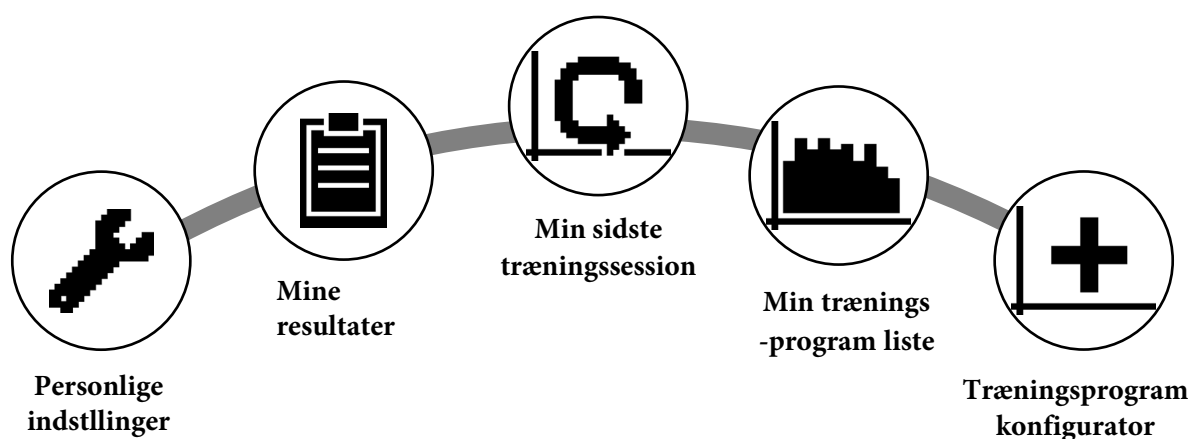 Personlige
indstllinger
Mine
resultater
Min sidste
træningssession
Min trænings
-program liste
Træningsprogram
konfigurator